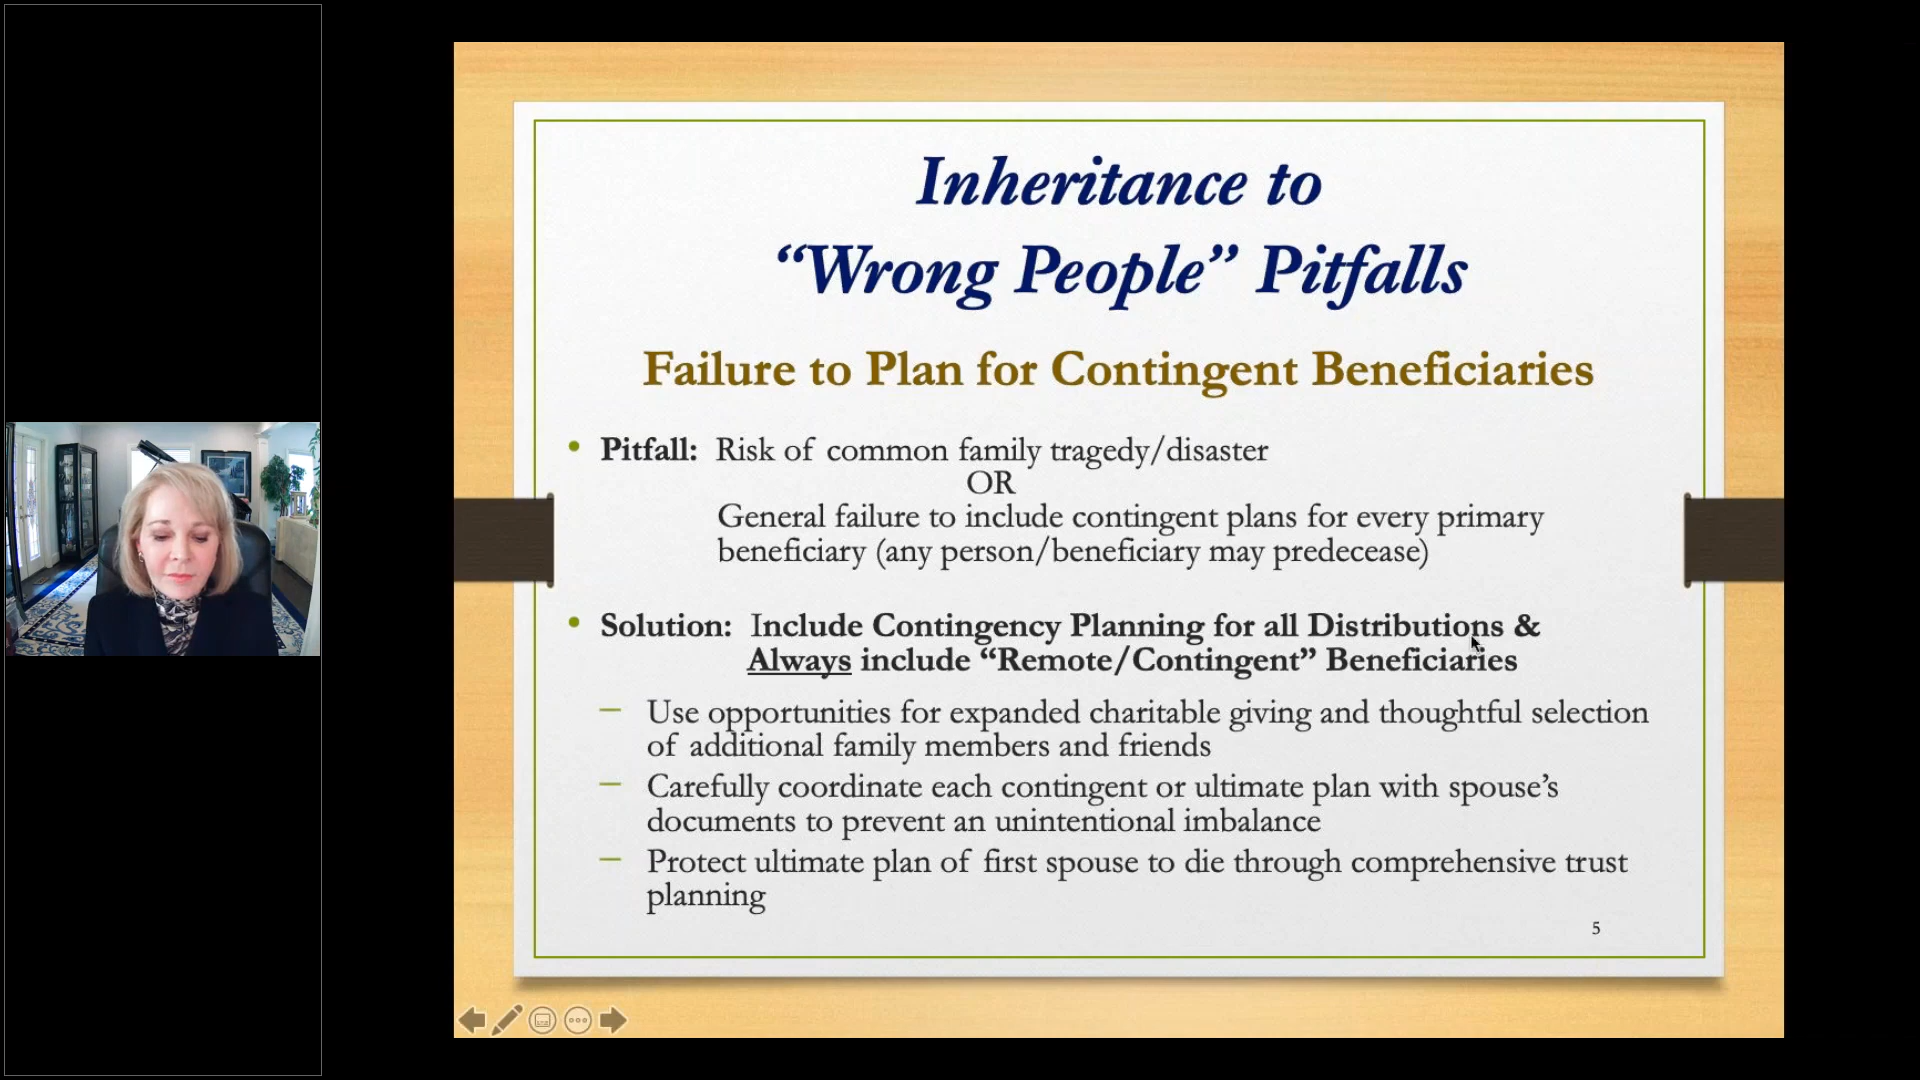 Inheritance to
“Wrong People” Pitfalls
Failure to Plan for Contingent Beneficiaries
• Pitfall: Risk of common family tragedy/disaster
OR
General failure to include contingent plans for every primary
beneficiary (any person/beneficiary may predecease)
• Solution: Include Contingency Planning for all Distributions &
Always include “Remote/Contingent” Beneficiaries
– Use opportunities for expanded charitable giving and thoughtful selection
of additional family members and friends
– Carefully coordinate each contingent or ultimate plan with spouse’s
documents to prevent an unintentional imbalance
– Protect ultimate plan of first spouse to die through comprehensive trust
planning
5